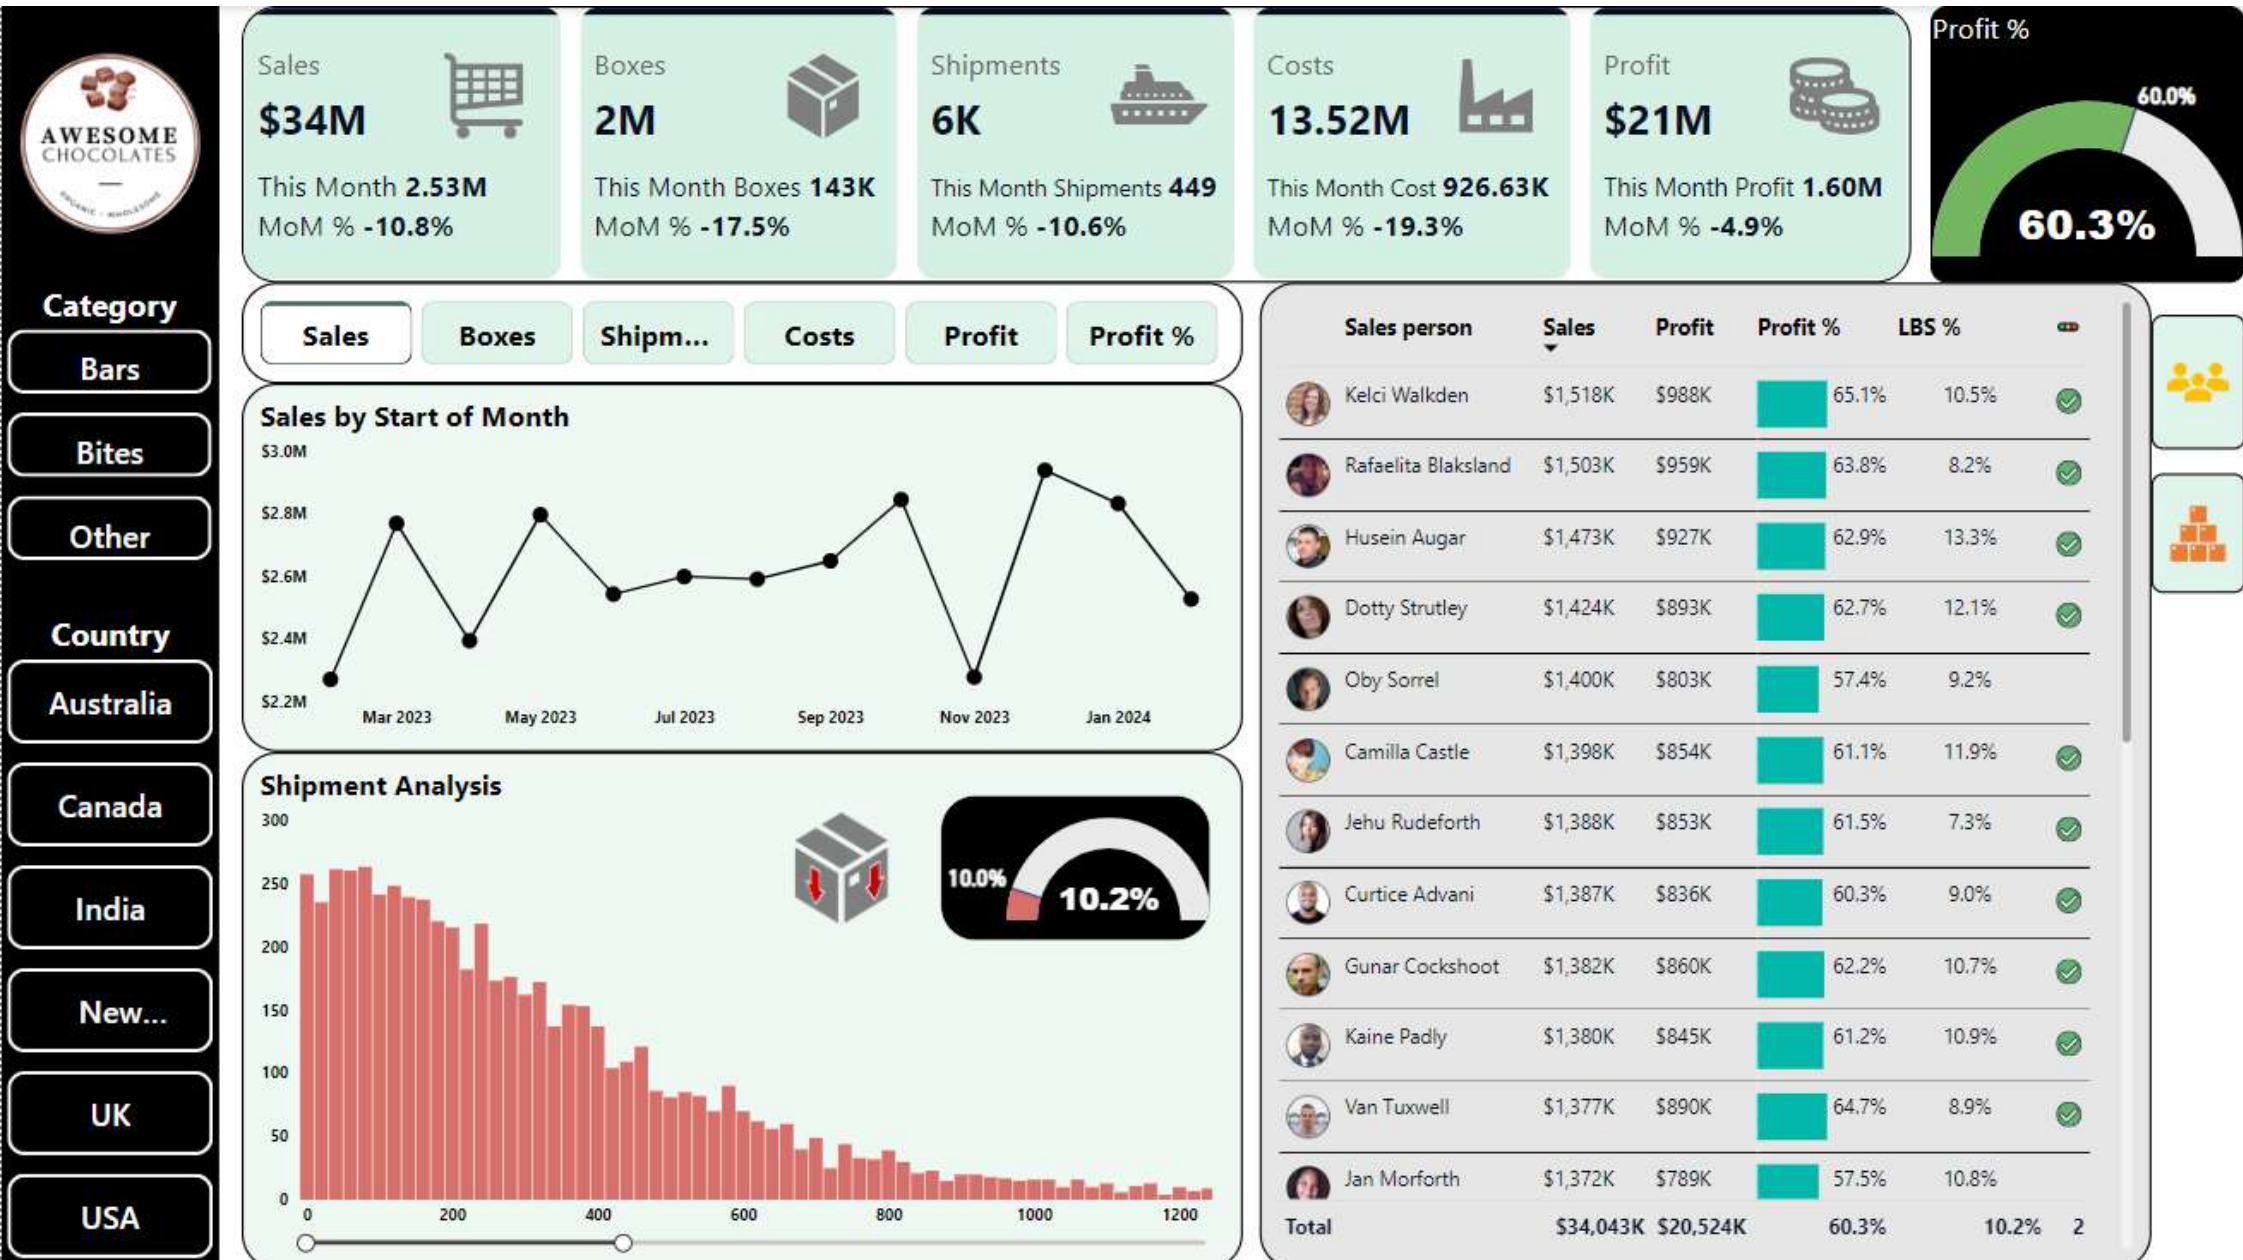 AWESOME
CHOCOLATES
ORGANIC - WHOLESOME
Category
Bars
Bites
Other
Country
Australia
Canada
India
New...
UK
USA
Sales
$34M
This Month 2.53M
MoM % -10.8%
Boxes
2M
This Month Boxes 143K
MoM % -17.5%
Shipments
6K
This Month Shipments 449
MoM % -10.6%
Costs
13.52M
This Month Cost 926.63K
MoM % -19.3%
Profit
$21M
This Month Profit 1.60M
MoM % -4.9%
Profit %
60.0%
60.3%
Sales Boxes Shipm... Costs Profit Profit %
Sales by Start of Month
$3.0M
$2.8M
$2.6M
$2.4M
$2.2M
Mar 2023 May 2023 Jul 2023 Sep 2023 Nov 2023 Jan 2024
Shipment Analysis
300
250
200
150
100
50
0
10.0%
10.2%
0 200 400 600 800 1000 1200
Sales person Sales Profit Profit % LBS %
Kelci Walkden $1,518K $988K 65.1% 10.5%
Rafaelita Blaksland $1,503K $959K 63.8% 8.2%
Husein Augar $1,473K $927K 62.9% 13.3%
Dotty Strutley $1,424K $893K 62.7% 12.1%
Oby Sorrel $1,400K $803K 57.4% 9.2%
Camilla Castle $1,398K $854K 61.1% 11.9%
Jehu Rudeforth $1,388K $853K 61.5% 7.3%
Curtice Advani $1,387K $836K 60.3% 9.0%
Gunar Cockshoot $1,382K $860K 62.2% 10.7%
Kaine Padly $1,380K $845K 61.2% 10.9%
Van Tuxwell $1,377K $890K 64.7% 8.9%
Jan Morforth $1,372K $789K 57.5% 10.8%
Total $34,043K $20,524K 60.3% 10.2% 2